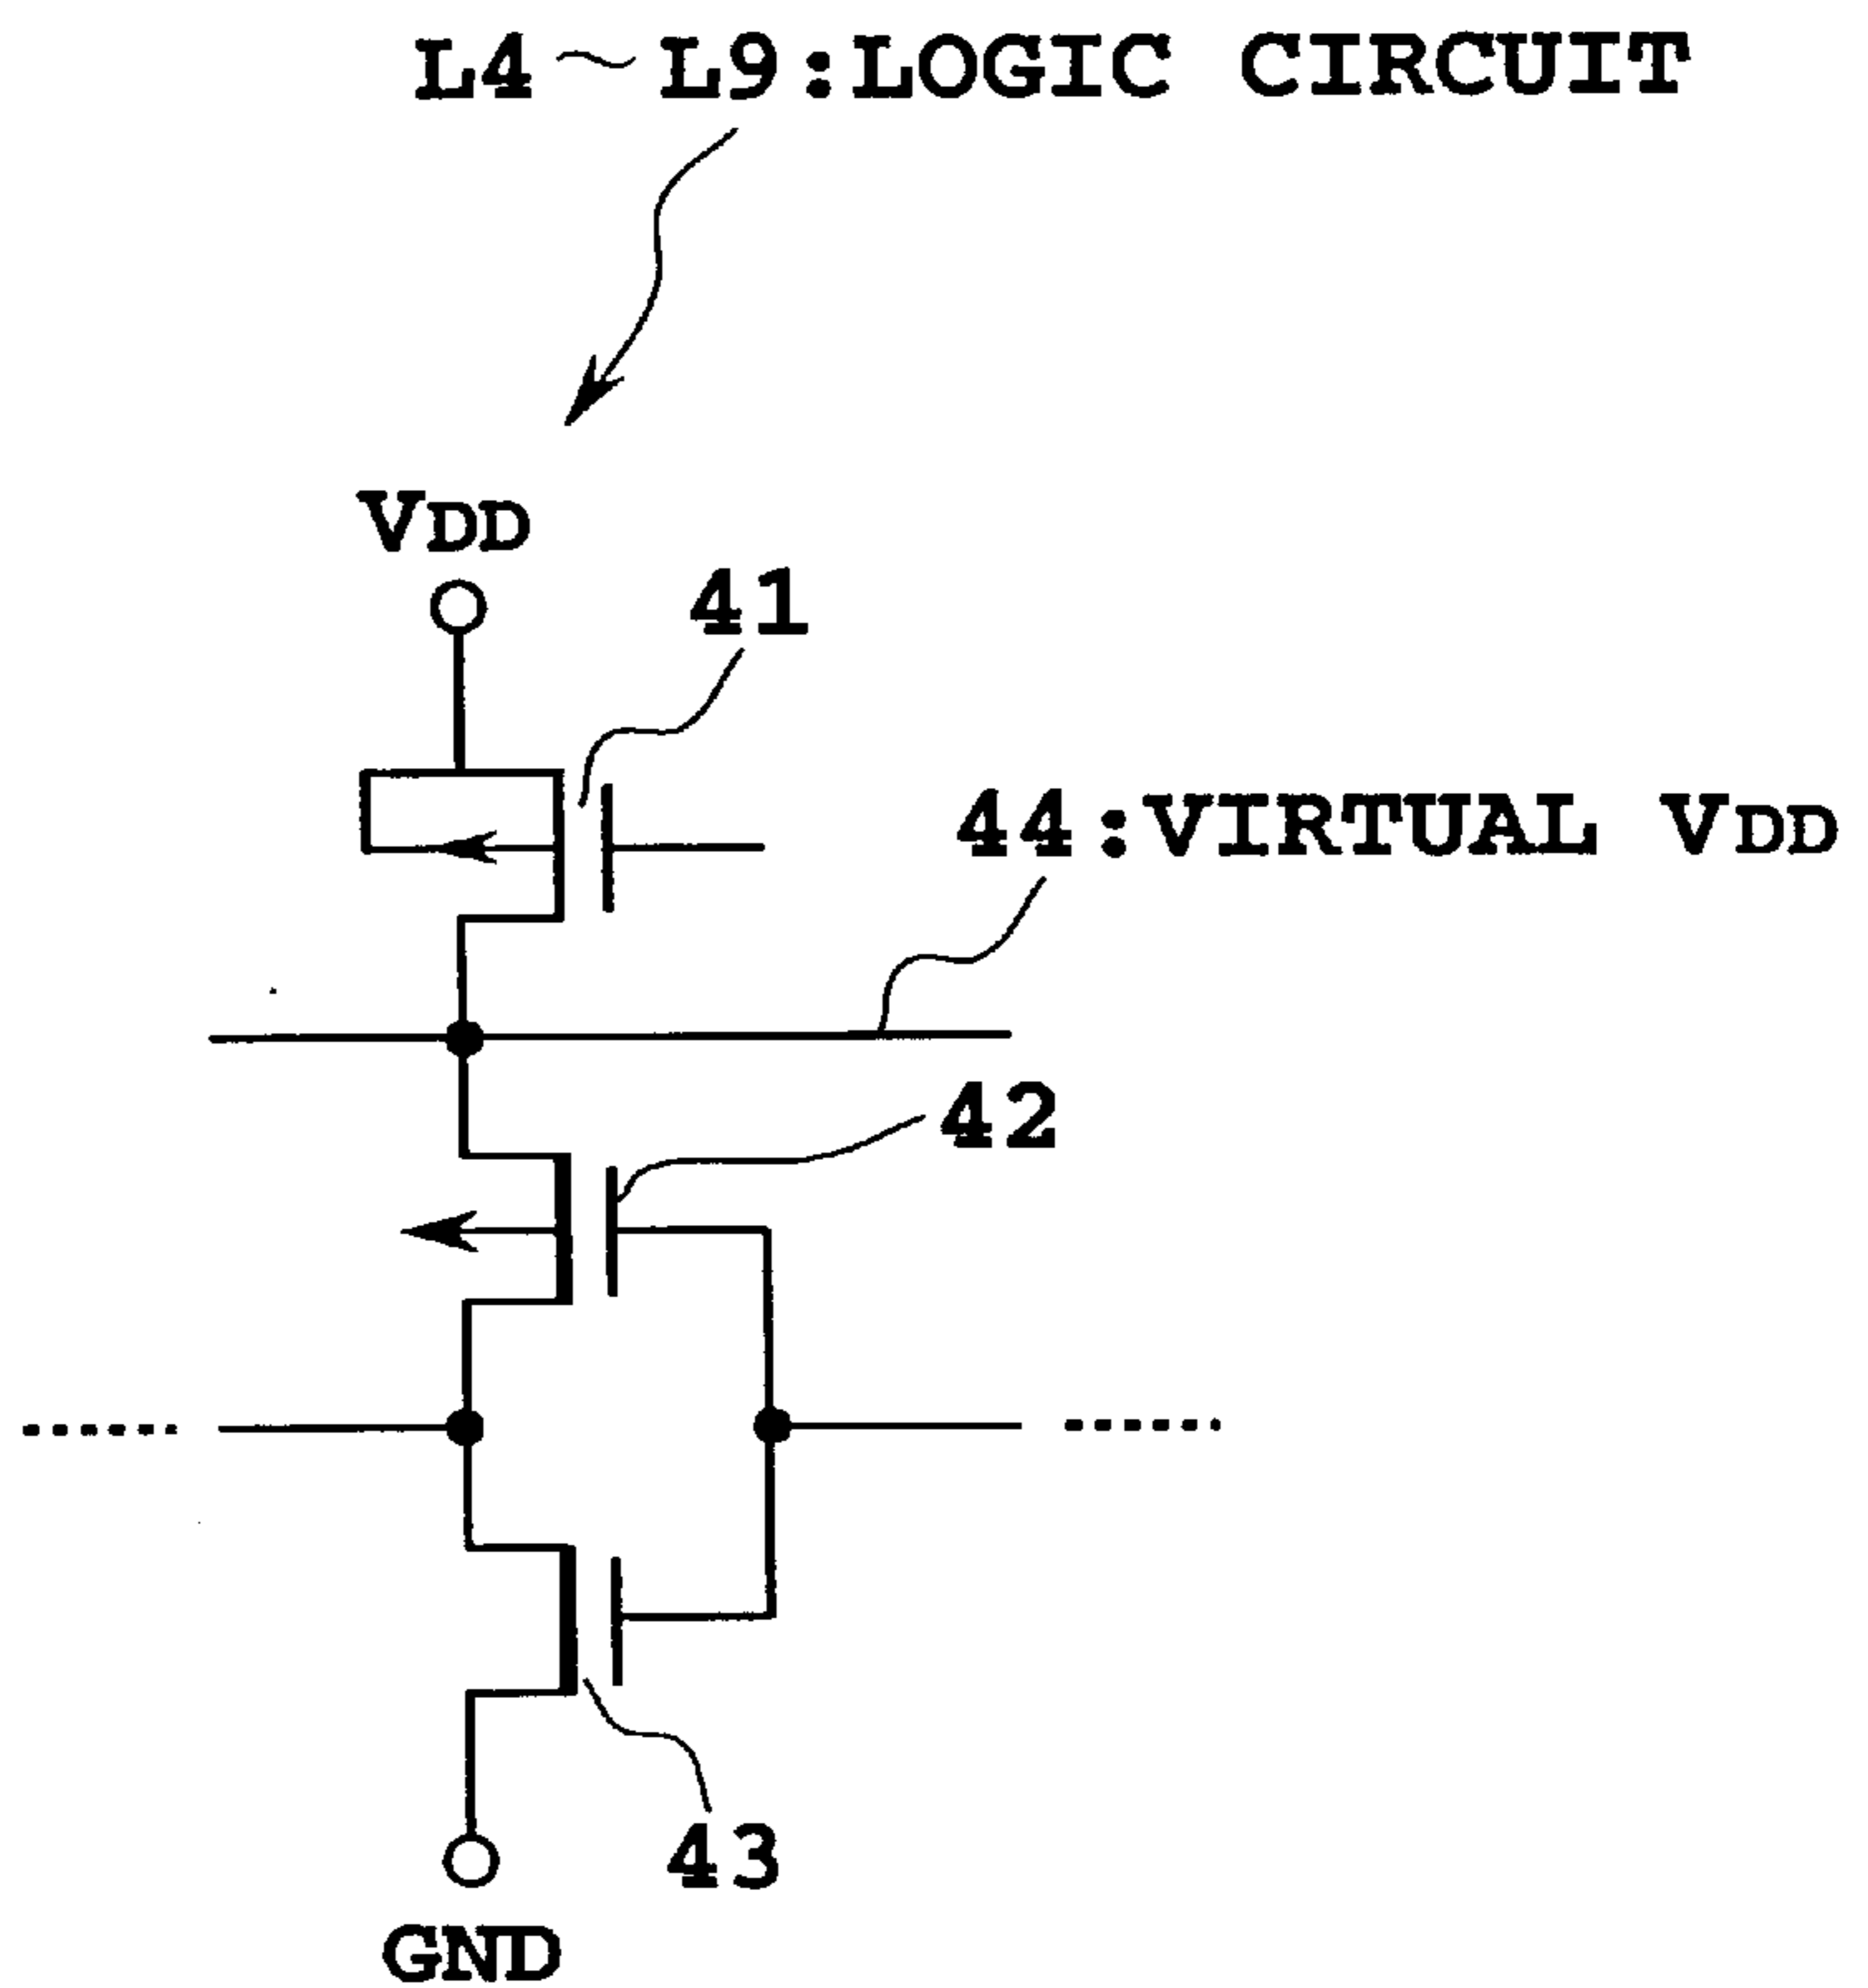 L4~L9:LOGIC CIRCUIT
VDD
41
44:VIRTUAL VDD
42
43
GND